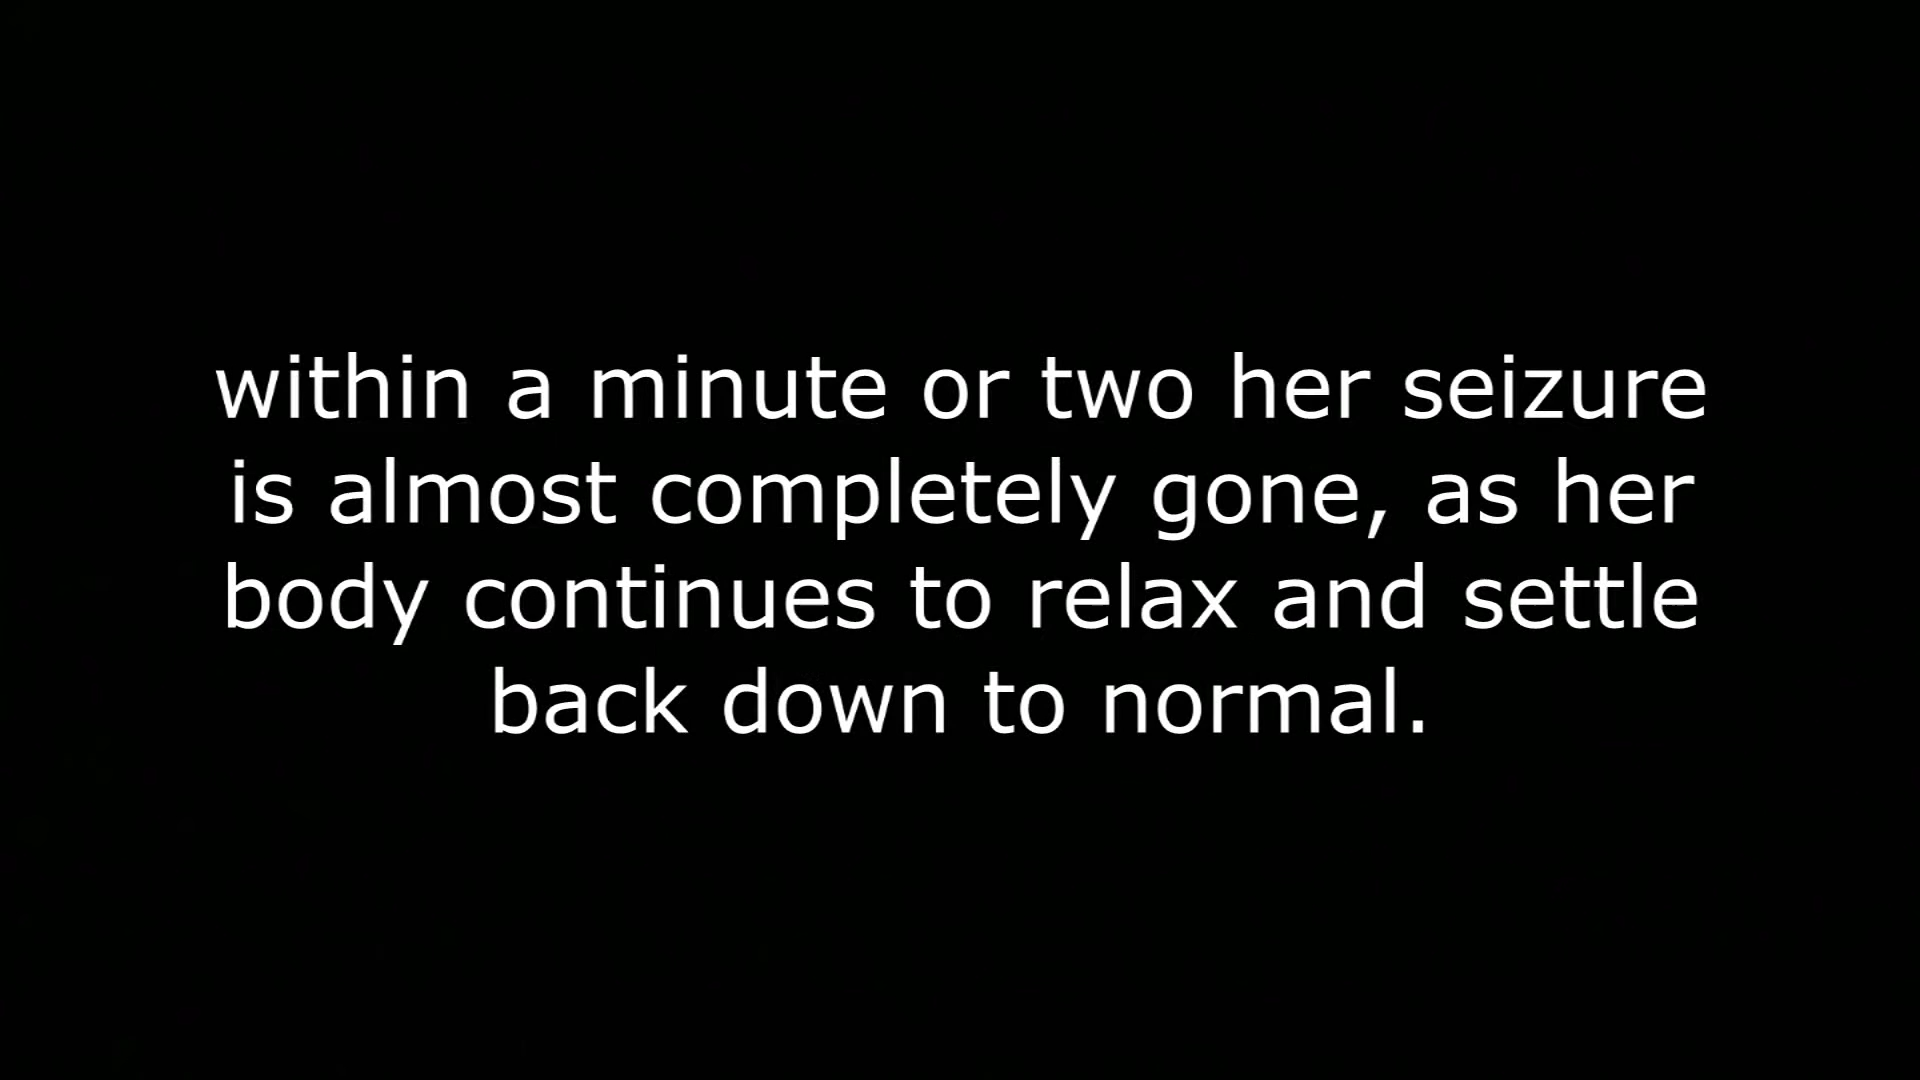 within a minute or two her seizure
is almost completely gone, as her
body continues to relax and settle
back down to normal.